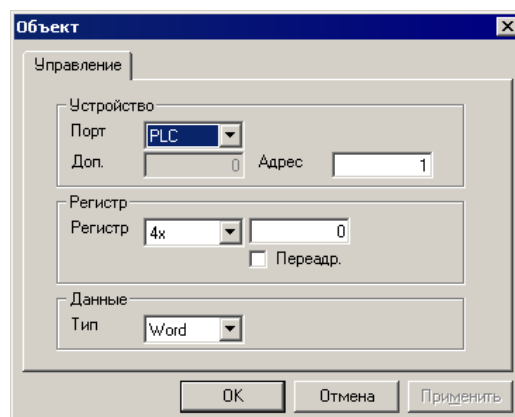 Объект
Управление
Устройство
Порт PLC
Доп. 0 Адрес 1
Регистр
Регистр 4x 0
Переадр.
Данные
Тип Word
OK Отмена Применить